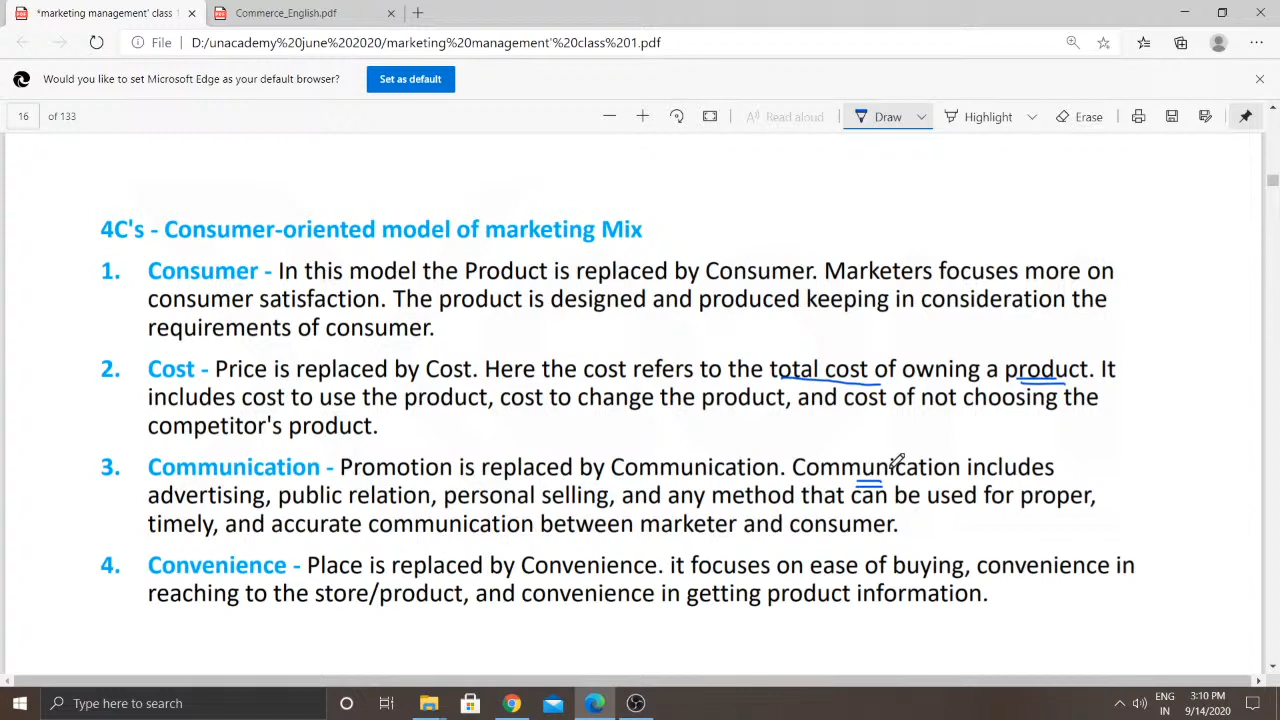 *marketing management' class 1
Commerce_English.pdf
File D:/unacademy%20june%202020/marketing%20management'%20class%201.pdf
Would you like to set Microsoft Edge as your default browser? Set as default
16 of 133 Read aloud Draw Highlight Erase
4C's - Consumer-oriented model of marketing Mix
1. Consumer - In this model the Product is replaced by Consumer. Marketers focuses more on
consumer satisfaction. The product is designed and produced keeping in consideration the
requirements of consumer.
2. Cost - Price is replaced by Cost. Here the cost refers to the total cost of owning a product. It
includes cost to use the product, cost to change the product, and cost of not choosing the
competitor's product.
3. Communication - Promotion is replaced by Communication. Communication includes
advertising, public relation, personal selling, and any method that can be used for proper,
timely, and accurate communication between marketer and consumer.
4. Convenience - Place is replaced by Convenience. it focuses on ease of buying, convenience in
reaching to the store/product, and convenience in getting product information.
Type here to search
ENG 3:10 PM
IN 9/14/2020